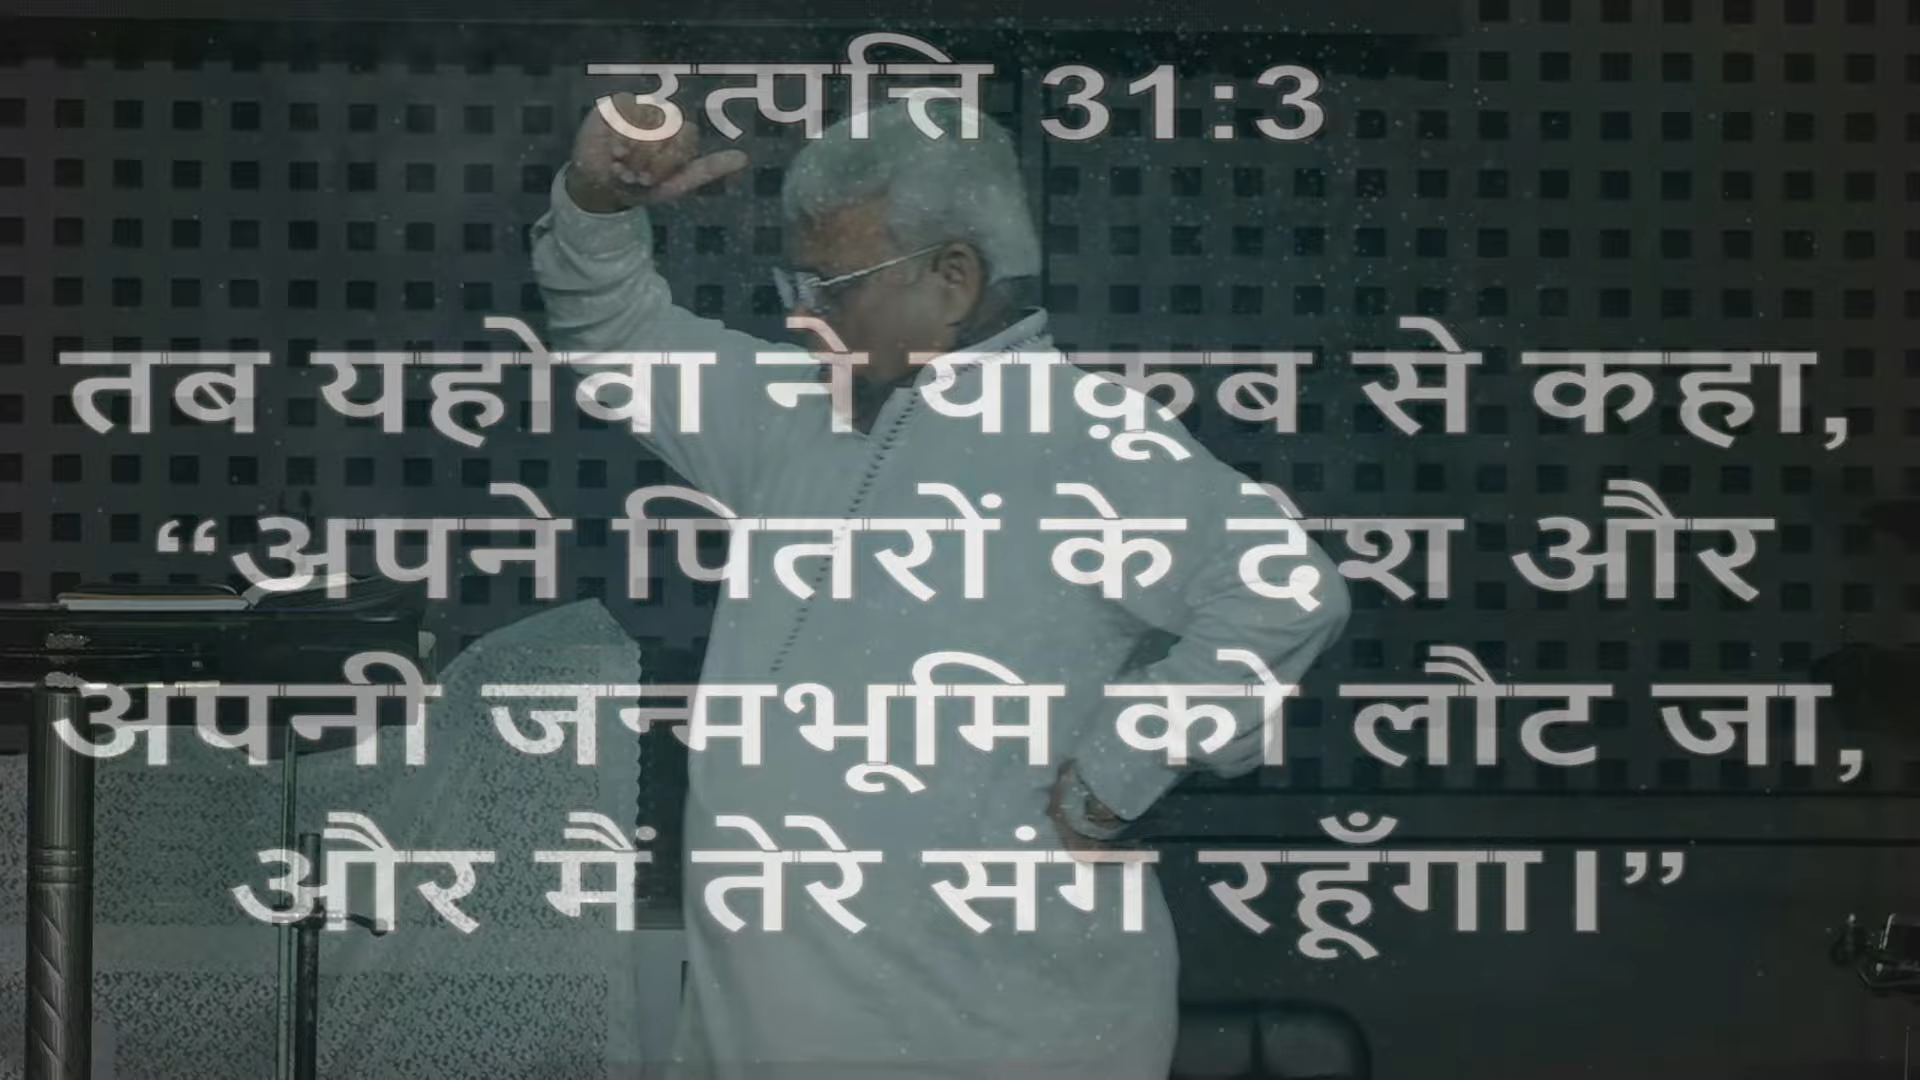 उत्पत्ति 31:3
तब यहोवा ने याक़ूब से कहा,
“अपने पितरों के देश और
अपनी जन्मभूमि को लौट जा,
और मैं तेरे संग रहूँगा।”